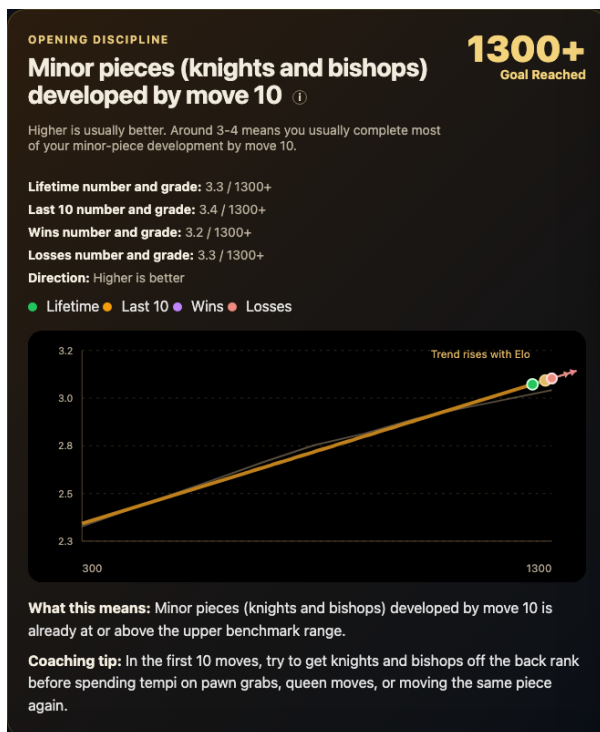 OPENING DISCIPLINE
1300+
Goal Reached
Minor pieces (knights and bishops)
developed by move 10 ⓘ
Higher is usually better. Around 3-4 means you usually complete most
of your minor-piece development by move 10.
Lifetime number and grade: 3.3 / 1300+
Last 10 number and grade: 3.4 / 1300+
Wins number and grade: 3.2 / 1300+
Losses number and grade: 3.3 / 1300+
Direction: Higher is better
Lifetime Last 10 Wins Losses
Trend rises with Elo
3.2
3.0
2.8
2.5
2.3
300 1300
What this means: Minor pieces (knights and bishops) developed by move 10 is
already at or above the upper benchmark range.
Coaching tip: In the first 10 moves, try to get knights and bishops off the back rank
before spending tempi on pawn grabs, queen moves, or moving the same piece
again.